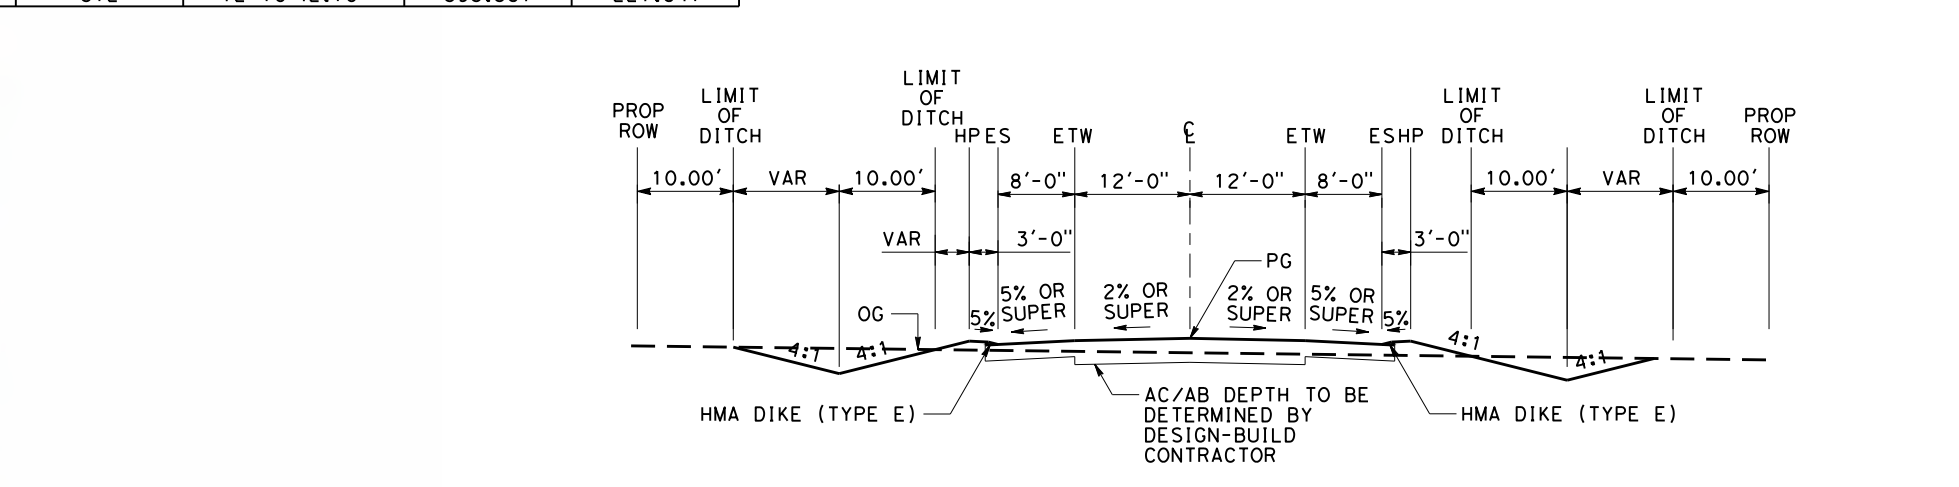 LIMIT
OF
DITCH
LIMIT
OF
DITCH
LIMIT
OF
DITCH
LIMIT
OF
DITCH
PROP
ROW
PROP
ROW
HP ES ETW ℄ ETW ES HP
10.00' VAR 10.00' 8'-0" 12'-0" 12'-0" 8'-0" 10.00' VAR 10.00'
VAR 3'-0" 3'-0"
PG
5% OR
SUPER
2% OR
SUPER
2% OR
SUPER
5% OR
SUPER
OG
5% 5%
4:1 4:1 4:1 4:1
AC/AB DEPTH TO BE
DETERMINED BY
DESIGN-BUILD
CONTRACTOR
HMA DIKE (TYPE E)
HMA DIKE (TYPE E)